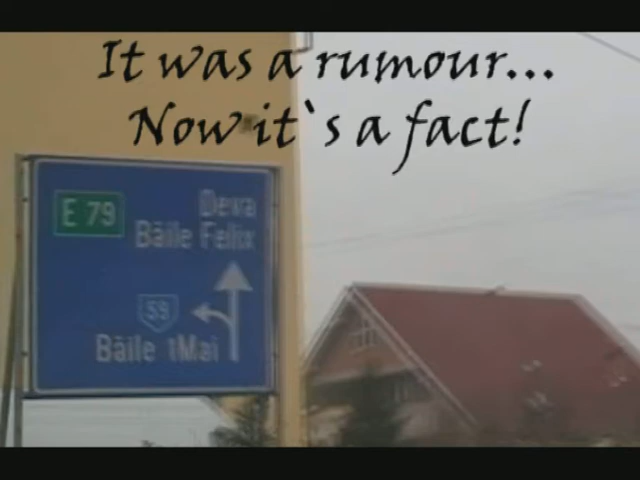 It was a rumour...
Now it`s a fact!
E 79
Deva
Băile Felix
59
Băile 1Mai